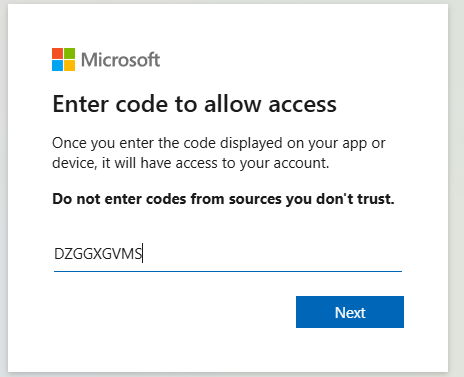 Microsoft
Enter code to allow access
Once you enter the code displayed on your app or
device, it will have access to your account.
Do not enter codes from sources you don't trust.
DZGGXGVMS
Next